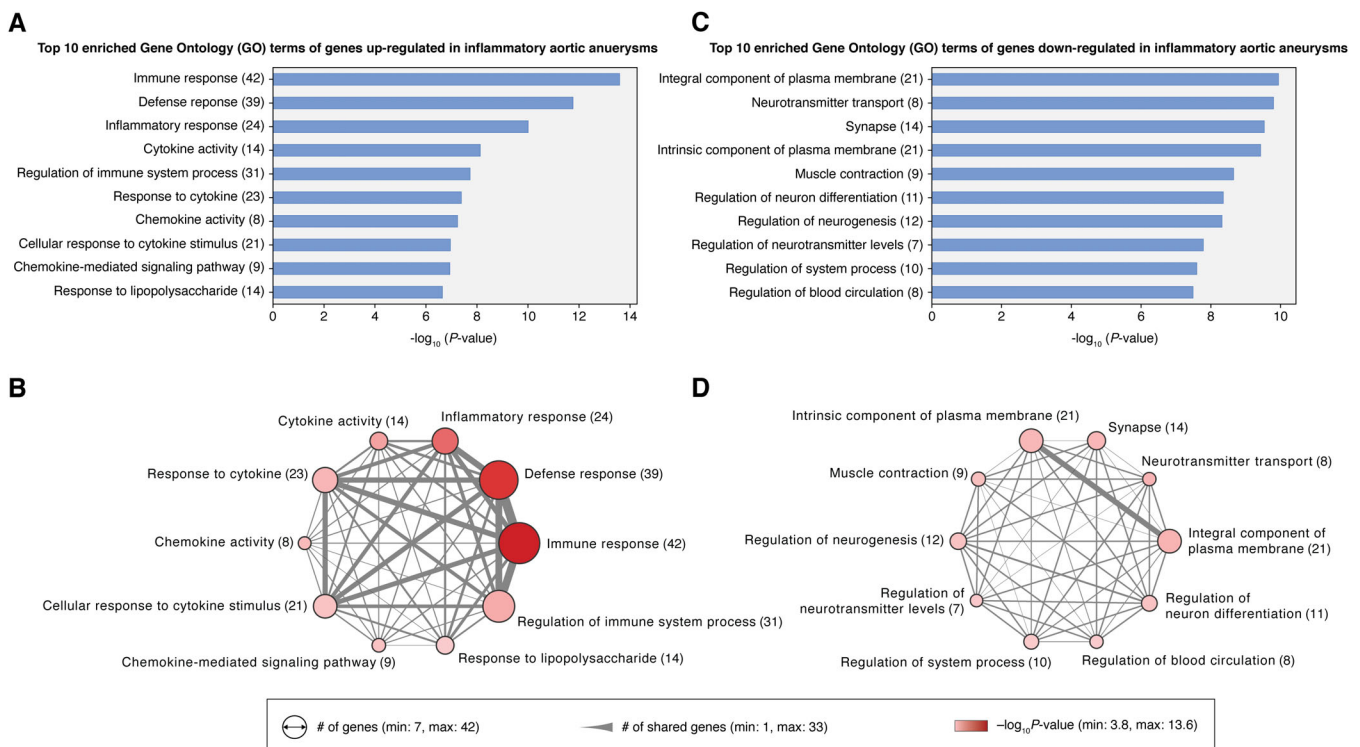 A
Top 10 enriched Gene Ontology (GO) terms of genes up-regulated in inflammatory aortic anuerysms
Immune response (42)
Defense reponse (39)
Inflammatory response (24)
Cytokine activity (14)
Regulation of immune system process (31)
Response to cytokine (23)
Chemokine activity (8)
Cellular response to cytokine stimulus (21)
Chemokine-mediated signaling pathway (9)
Response to lipopolysaccharide (14)
0 2 4 6 8 10 12 14
-log10 (P-value)
C
Top 10 enriched Gene Ontology (GO) terms of genes down-regulated in inflammatory aortic aneurysms
Integral component of plasma membrane (21)
Neurotransmitter transport (8)
Synapse (14)
Intrinsic component of plasma membrane (21)
Muscle contraction (9)
Regulation of neuron differentiation (11)
Regulation of neurogenesis (12)
Regulation of neurotransmitter levels (7)
Regulation of system process (10)
Regulation of blood circulation (8)
0 2 4 6 8 10
-log10 (P-value)
B
Inflammatory response (24)
Cytokine activity (14)
Response to cytokine (23)
Defense response (39)
Chemokine activity (8)
Immune response (42)
Cellular response to cytokine stimulus (21)
Regulation of immune system process (31)
Chemokine-mediated signaling pathway (9)
Response to lipopolysaccharide (14)
D
Intrinsic component of plasma membrane (21)
Synapse (14)
Neurotransmitter transport (8)
Muscle contraction (9)
Regulation of neurogenesis (12)
Integral component of
plasma membrane (21)
Regulation of
neurotransmitter levels (7)
Regulation of
neuron differentiation (11)
Regulation of system process (10)
Regulation of blood circulation (8)
# of genes (min: 7, max: 42)
# of shared genes (min: 1, max: 33)
–log10P-value (min: 3.8, max: 13.6)